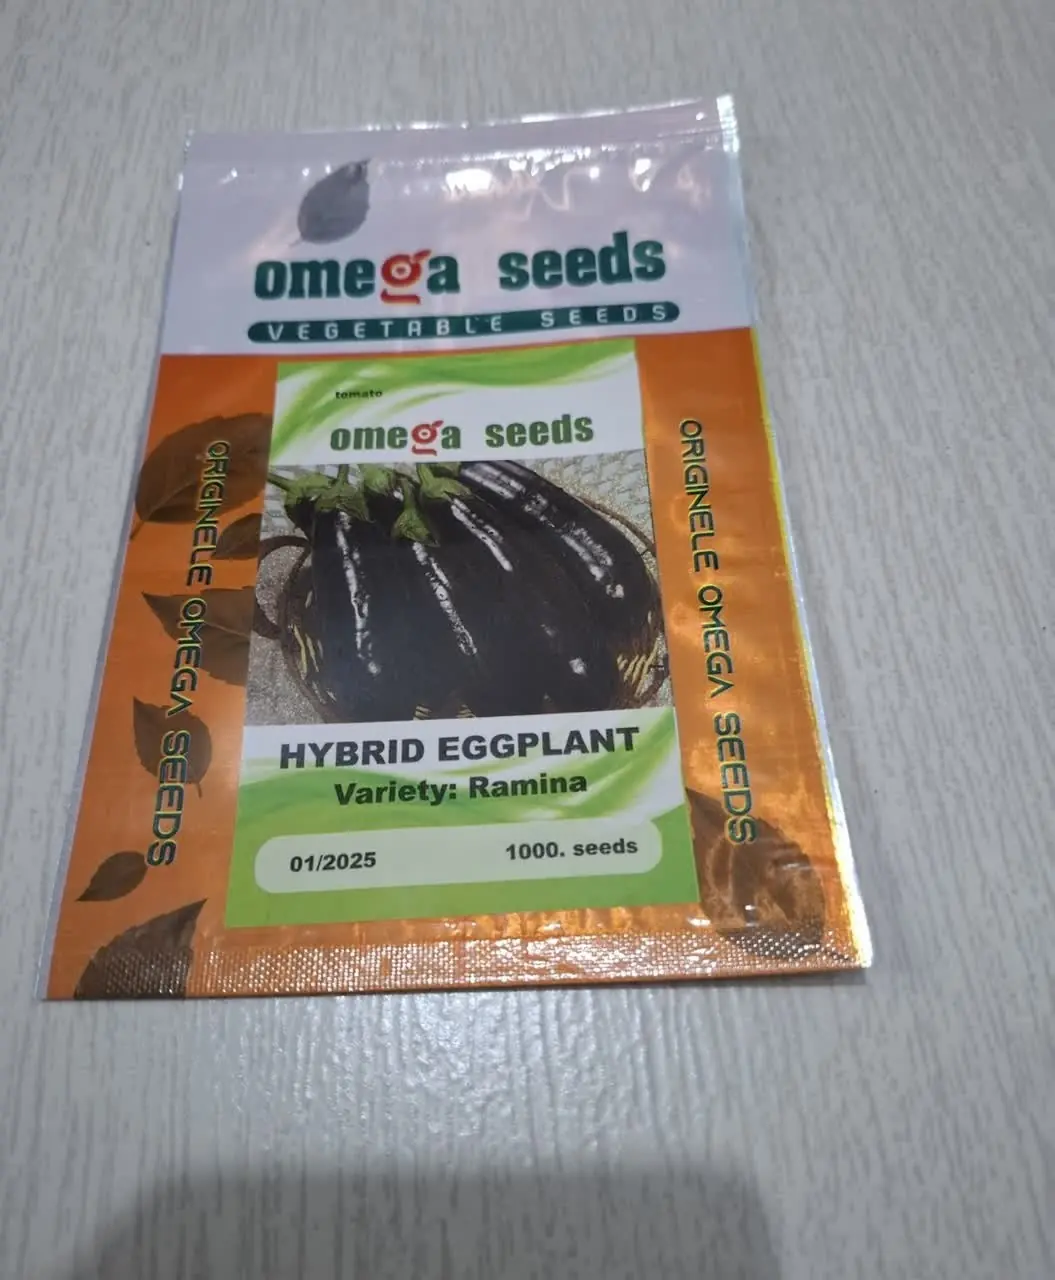 omega seeds
VEGETABLE SEEDS
tomato
omega seeds
ORIGINELE OMEGA SEEDS
ORIGINELE OMEGA SEEDS
HYBRID EGGPLANT
Variety: Ramina
01/2025
1000. seeds